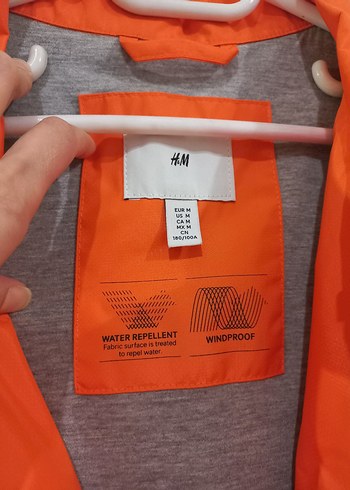 H&M
EUR M
US M
CA M
MX M
CN
180/100A
WATER REPELLENT
Fabric surface is treated
to repel water
WINDPROOF